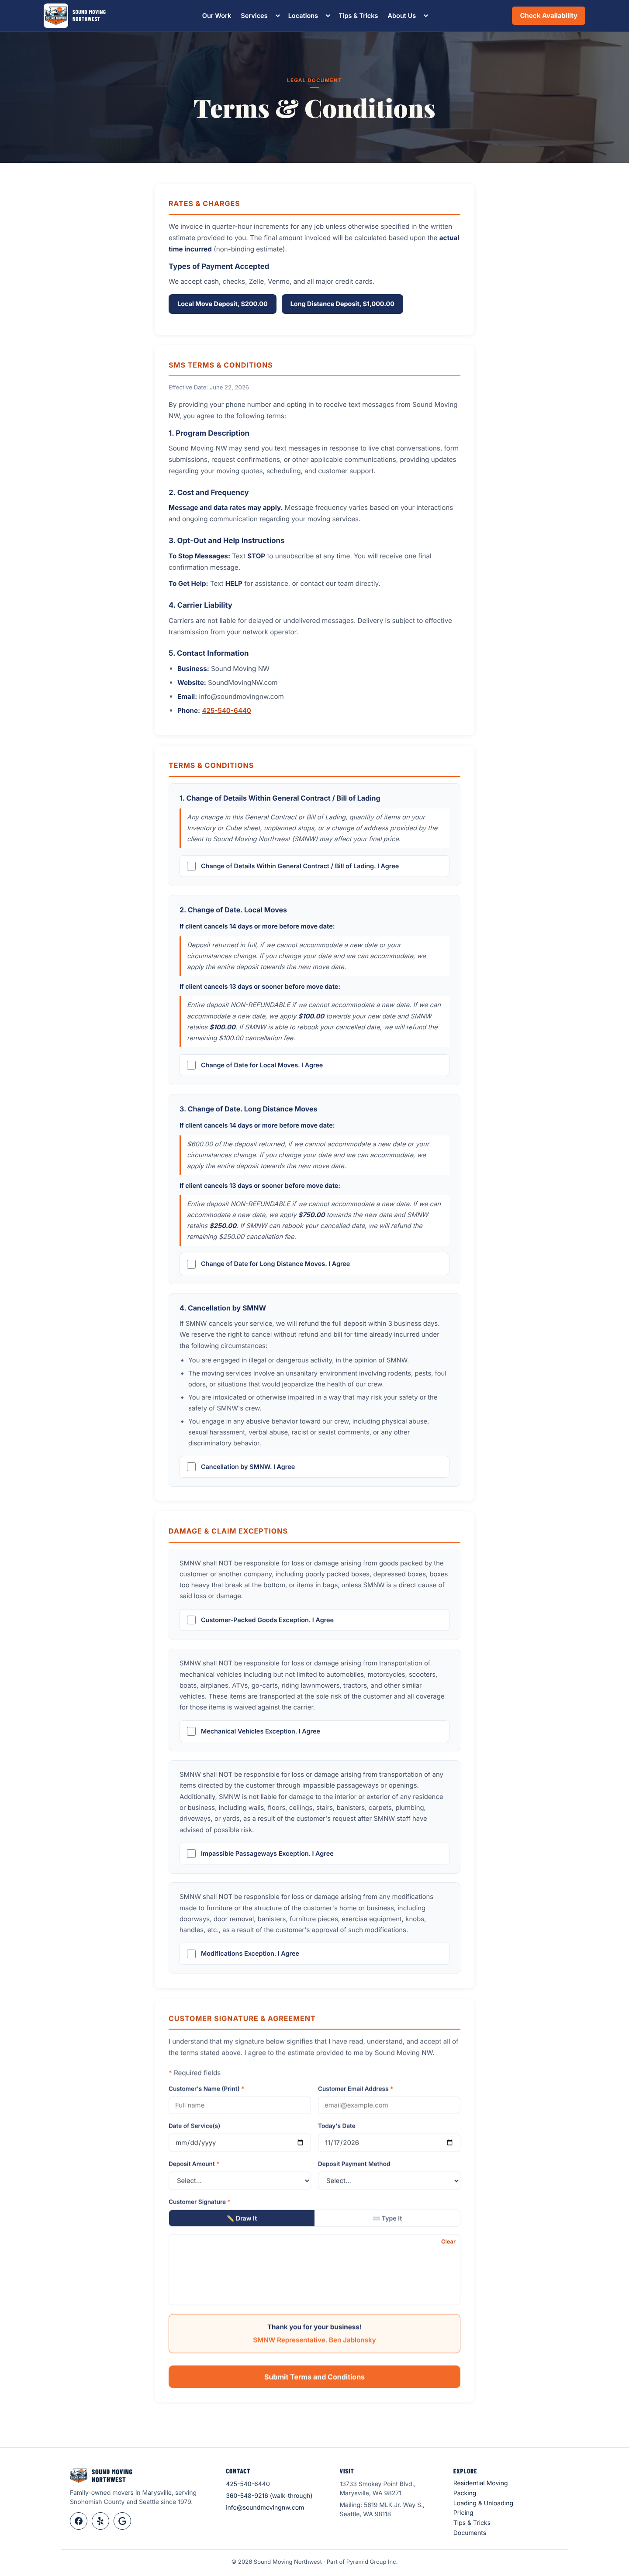 SOUND MOVING
NORTHWEST
Our Work
Services
Locations
Tips & Tricks
About Us
Check Availability
LEGAL DOCUMENT
Terms & Conditions
RATES & CHARGES
We invoice in quarter-hour increments for any job unless otherwise specified in the written
estimate provided to you. The final amount invoiced will be calculated based upon the actual
time incurred (non-binding estimate).
Types of Payment Accepted
We accept cash, checks, Zelle, Venmo, and all major credit cards.
Local Move Deposit, $200.00
Long Distance Deposit, $1,000.00
SMS TERMS & CONDITIONS
Effective Date: June 22, 2026
By providing your phone number and opting in to receive text messages from Sound Moving
NW, you agree to the following terms:
1. Program Description
Sound Moving NW may send you text messages in response to live chat conversations, form
submissions, request confirmations, or other applicable communications, providing updates
regarding your moving quotes, scheduling, and customer support.
2. Cost and Frequency
Message and data rates may apply. Message frequency varies based on your interactions
and ongoing communication regarding your moving services.
3. Opt-Out and Help Instructions
To Stop Messages: Text STOP to unsubscribe at any time. You will receive one final
confirmation message.
To Get Help: Text HELP for assistance, or contact our team directly.
4. Carrier Liability
Carriers are not liable for delayed or undelivered messages. Delivery is subject to effective
transmission from your network operator.
5. Contact Information
• Business: Sound Moving NW
• Website: SoundMovingNW.com
• Email: info@soundmovingnw.com
• Phone: 425-540-6440
TERMS & CONDITIONS
1. Change of Details Within General Contract / Bill of Lading
Any change in this General Contract or Bill of Lading, quantity of items on your
Inventory or Cube sheet, unplanned stops, or a change of address provided by the
client to Sound Moving Northwest (SMNW) may affect your final price.
Change of Details Within General Contract / Bill of Lading. I Agree
2. Change of Date. Local Moves
If client cancels 14 days or more before move date:
Deposit returned in full, if we cannot accommodate a new date or your
circumstances change. If you change your date and we can accommodate, we
apply the entire deposit towards the new move date.
If client cancels 13 days or sooner before move date:
Entire deposit NON-REFUNDABLE if we cannot accommodate a new date. If we can
accommodate a new date, we apply $100.00 towards your new date and SMNW
retains $100.00. If SMNW is able to rebook your cancelled date, we will refund the
remaining $100.00 cancellation fee.
Change of Date for Local Moves. I Agree
3. Change of Date. Long Distance Moves
If client cancels 14 days or more before move date:
$600.00 of the deposit returned, if we cannot accommodate a new date or your
circumstances change. If you change your date and we can accommodate, we
apply the entire deposit towards the new move date.
If client cancels 13 days or sooner before move date:
Entire deposit NON-REFUNDABLE if we cannot accommodate a new date. If we can
accommodate a new date, we apply $750.00 towards the new date and SMNW
retains $250.00. If SMNW can rebook your cancelled date, we will refund the
remaining $250.00 cancellation fee.
Change of Date for Long Distance Moves. I Agree
4. Cancellation by SMNW
If SMNW cancels your service, we will refund the full deposit within 3 business days.
We reserve the right to cancel without refund and bill for time already incurred under
the following circumstances:
• You are engaged in illegal or dangerous activity, in the opinion of SMNW.
• The moving services involve an unsanitary environment involving rodents, pests, foul
odors, or situations that would jeopardize the health of our crew.
• You are intoxicated or otherwise impaired in a way that may risk your safety or the
safety of SMNW's crew.
• You engage in any abusive behavior toward our crew, including physical abuse,
sexual harassment, verbal abuse, racist or sexist comments, or any other
discriminatory behavior.
Cancellation by SMNW. I Agree
DAMAGE & CLAIM EXCEPTIONS
SMNW shall NOT be responsible for loss or damage arising from goods packed by the
customer or another company, including poorly packed boxes, depressed boxes, boxes
too heavy that break at the bottom, or items in bags, unless SMNW is a direct cause of
said loss or damage.
Customer-Packed Goods Exception. I Agree
SMNW shall NOT be responsible for loss or damage arising from transportation of
mechanical vehicles including but not limited to automobiles, motorcycles, scooters,
boats, airplanes, ATVs, go-carts, riding lawnmowers, tractors, and other similar
vehicles. These items are transported at the sole risk of the customer and all coverage
for those items is waived against the carrier.
Mechanical Vehicles Exception. I Agree
SMNW shall NOT be responsible for loss or damage arising from transportation of any
items directed by the customer through impassible passageways or openings.
Additionally, SMNW is not liable for damage to the interior or exterior of any residence
or business, including walls, floors, ceilings, stairs, banisters, carpets, plumbing,
driveways, or yards, as a result of the customer's request after SMNW staff have
advised of possible risk.
Impassible Passageways Exception. I Agree
SMNW shall NOT be responsible for loss or damage arising from any modifications
made to furniture or the structure of the customer's home or business, including
doorways, door removal, banisters, furniture pieces, exercise equipment, knobs,
handles, etc., as a result of the customer's approval of such modifications.
Modifications Exception. I Agree
CUSTOMER SIGNATURE & AGREEMENT
I understand that my signature below signifies that I have read, understand, and accept all of
the terms stated above. I agree to the estimate provided to me by Sound Moving NW.
* Required fields
Customer's Name (Print) *
Customer Email Address *
Full name
email@example.com
Date of Service(s)
Today's Date
mm/dd/yyyy
11/17/2026
Deposit Amount *
Deposit Payment Method
Select...
Select...
Customer Signature *
✏️ Draw It
⌨️ Type It
Clear
Thank you for your business!
SMNW Representative. Ben Jablonsky
Submit Terms and Conditions
SOUND MOVING
NORTHWEST
Family-owned movers in Marysville, serving
Snohomish County and Seattle since 1979.
CONTACT
425-540-6440
360-548-9216 (walk-through)
info@soundmovingnw.com
VISIT
13733 Smokey Point Blvd.,
Marysville, WA 98271
Mailing: 5619 MLK Jr. Way S.,
Seattle, WA 98118
EXPLORE
Residential Moving
Packing
Loading & Unloading
Pricing
Tips & Tricks
Documents
© 2026 Sound Moving Northwest · Part of Pyramid Group Inc.